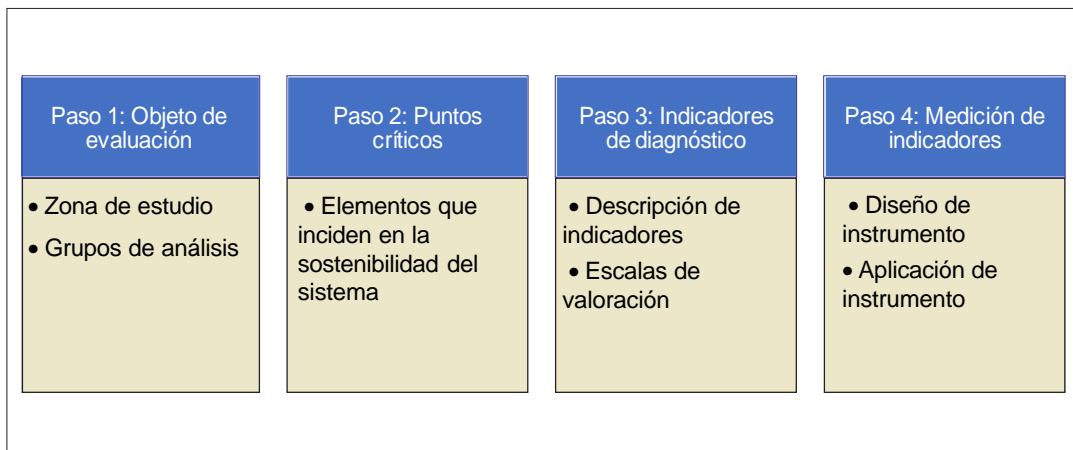 Paso 1: Objeto de
evaluación
• Zona de estudio
• Grupos de análisis
Paso 2: Puntos
críticos
• Elementos que
inciden en la
sostenibilidad del
sistema
Paso 3: Indicadores
de diagnóstico
• Descripción de
indicadores
• Escalas de
valoración
Paso 4: Medición de
indicadores
• Diseño de
instrumento
• Aplicación de
instrumento